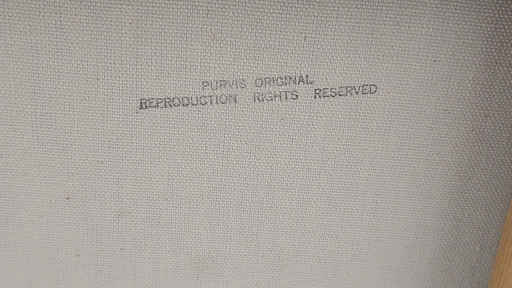 PURVIS ORIGINAL
REPRODUCTION RIGHTS RESERVED